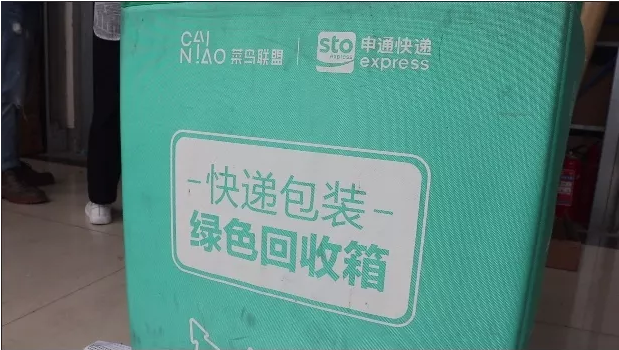 CAI
NIAO 菜鸟联盟
sto
express
申通快递
express
-快递包装-
绿色回收箱